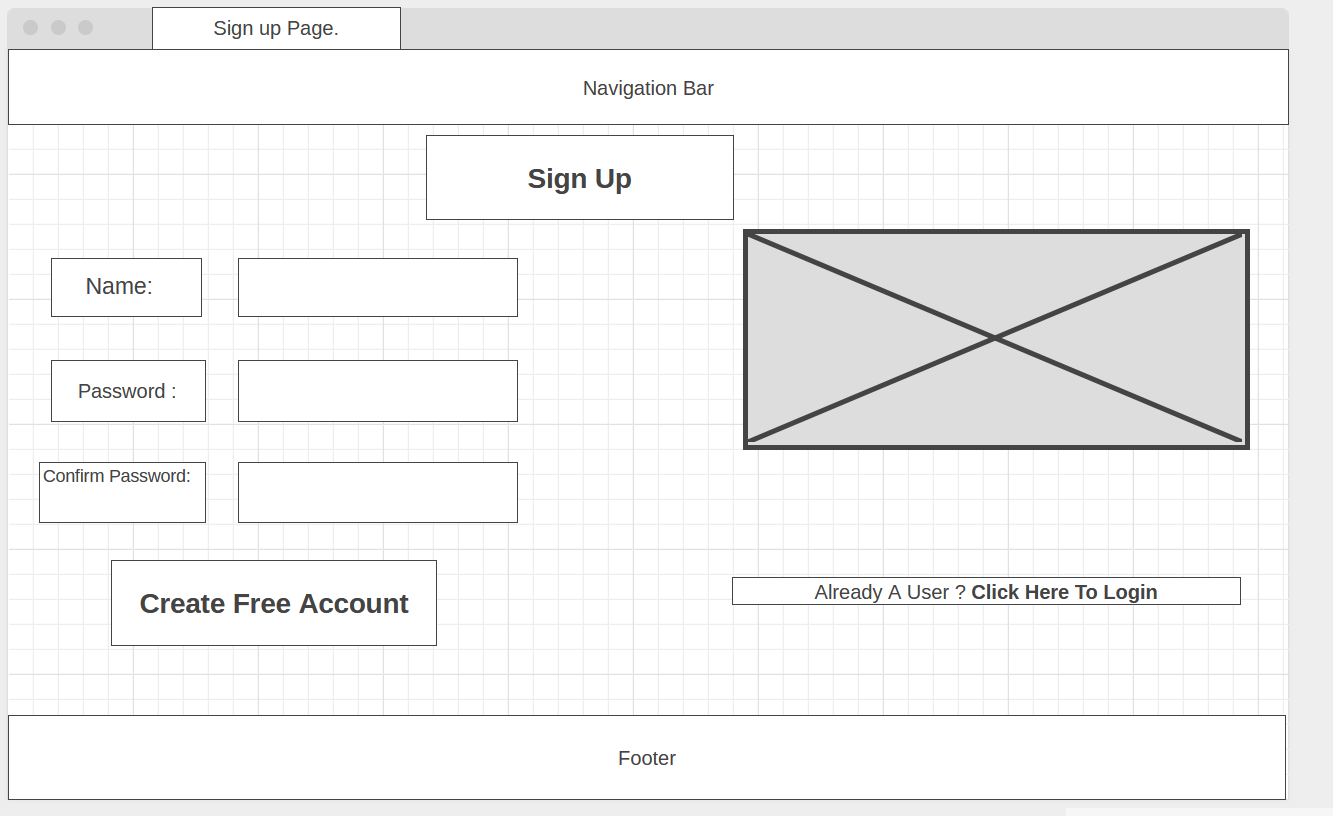 Sign up Page.
Navigation Bar
Sign Up
Name:
Password :
Confirm Password:
Create Free Account
Already A User ? Click Here To Login
Footer